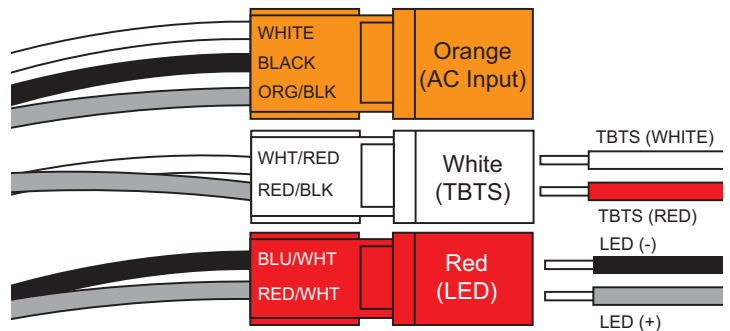 WHITE
BLACK
ORG/BLK
Orange
(AC Input)
WHT/RED
RED/BLK
White
(TBTS)
TBTS (WHITE)
TBTS (RED)
BLU/WHT
RED/WHT
Red
(LED)
LED (-)
LED (+)